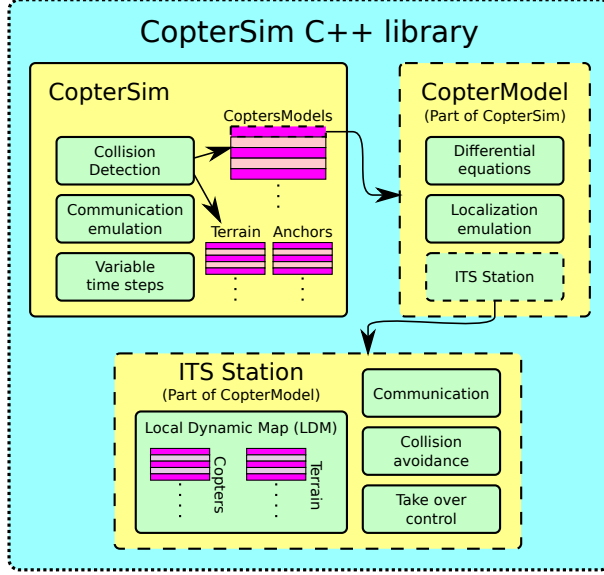 CopterSim C++ library
CopterSim
CoptersModels
Collision
Detection
Communication
emulation
Variable
time steps
Terrain
Anchors
CopterModel
(Part of CopterSim)
Differential
equations
Localization
emulation
ITS Station
ITS Station
(Part of CopterModel)
Local Dynamic Map (LDM)
Copters
Terrain
Communication
Collision
avoidance
Take over
control